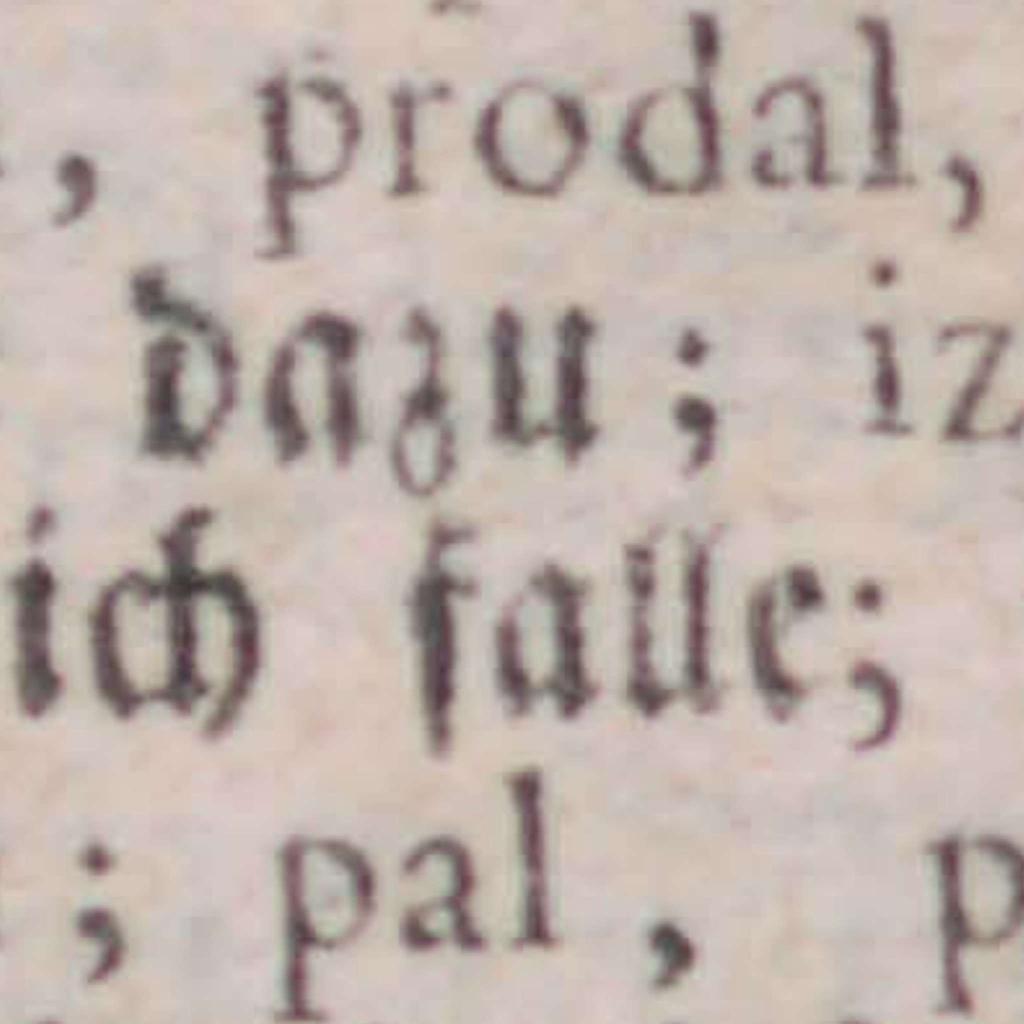 , prodal,
dazu; iz
ich falle;
; pal, p